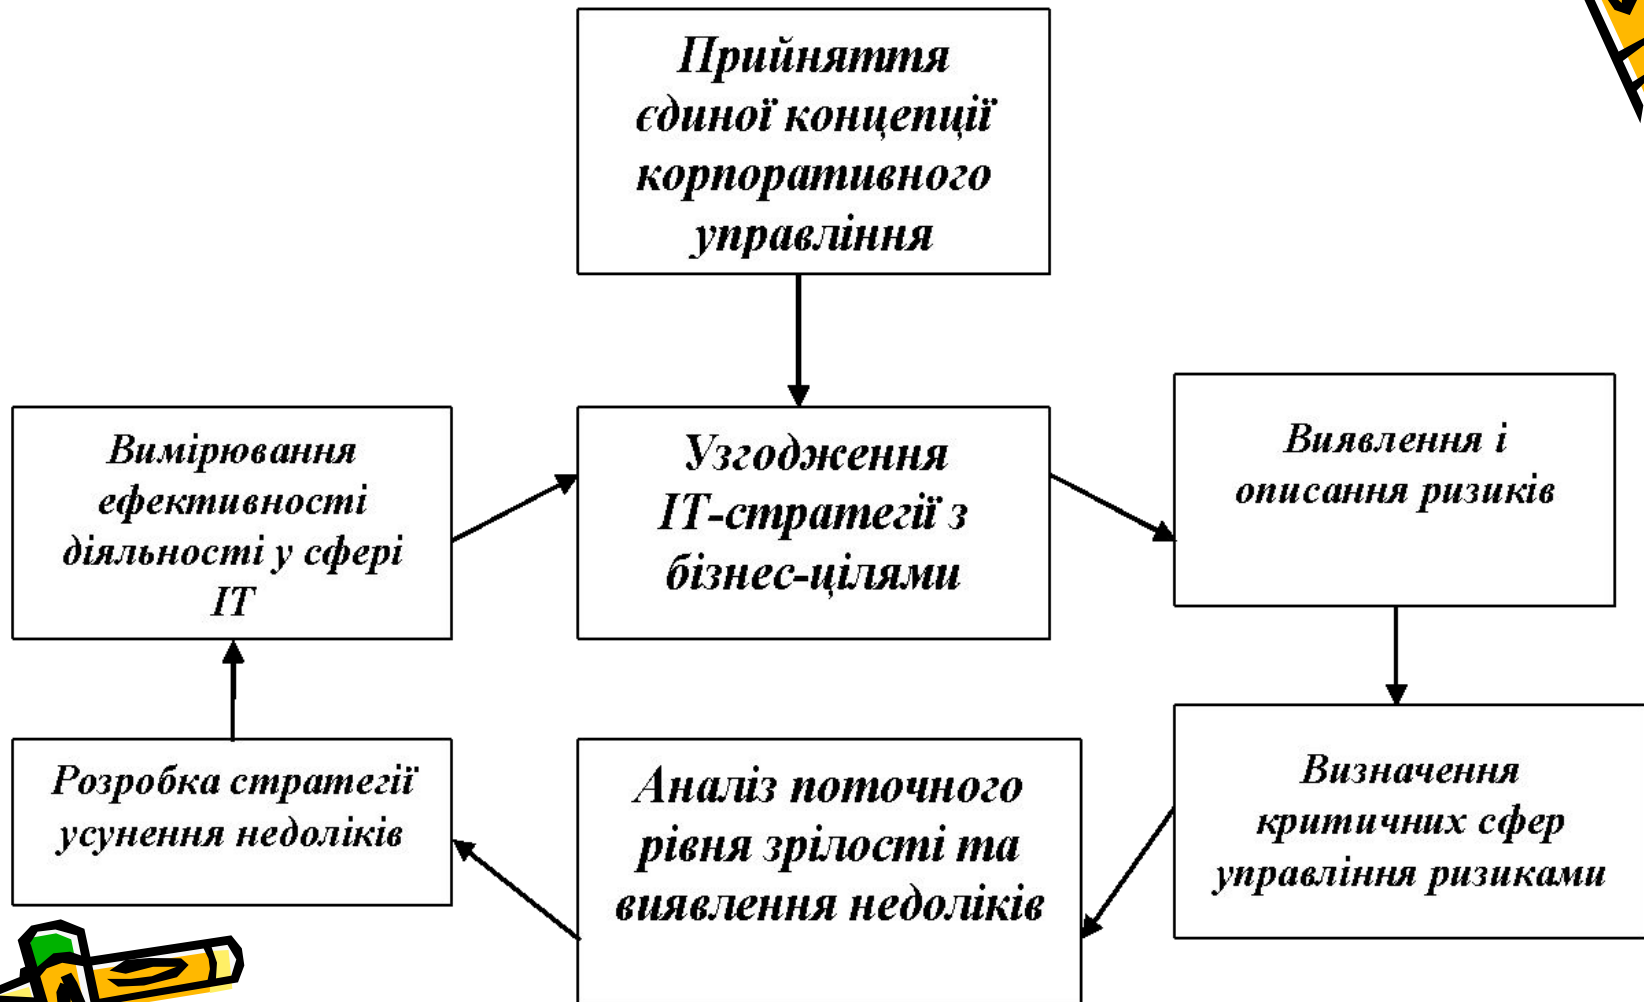 Прийняття
єдиної концепції
корпоративного
управління
Вимірювання
ефективності
діяльності у сфері
ІТ
Узгодження
ІТ-стратегії з
бізнес-цілями
Виявлення і
описання ризиків
Розробка стратегії
усунення недоліків
Аналіз поточного
рівня зрілості та
виявлення недоліків
Визначення
критичних сфер
управління ризиками